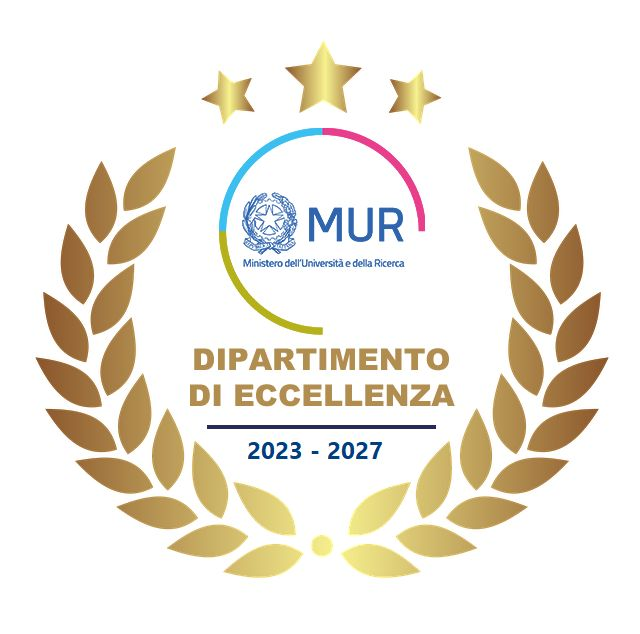 MUR
Ministero dell'Università e della Ricerca
DIPARTIMENTO
DI ECCELLENZA
2023 - 2027